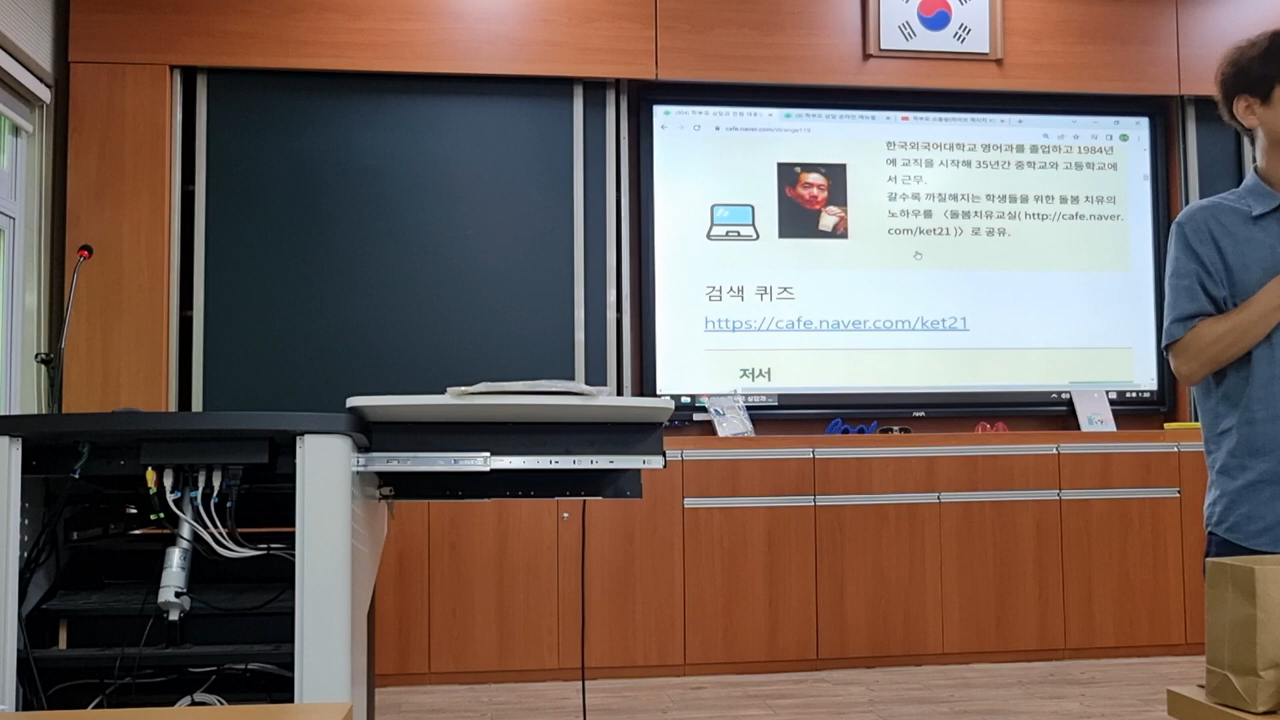 cafe.naver.com/strange119
한국외국어대학교 영어과를 졸업하고 1984년
에 교직을 시작해 35년간 중학교와 고등학교에
서 근무.
갈수록 까칠해지는 학생들을 위한 돌봄 치유의
노하우를 〈돌봄치유교실( http://cafe.naver.
com/ket21 )〉로 공유.
검색 퀴즈
https://cafe.naver.com/ket21
저서